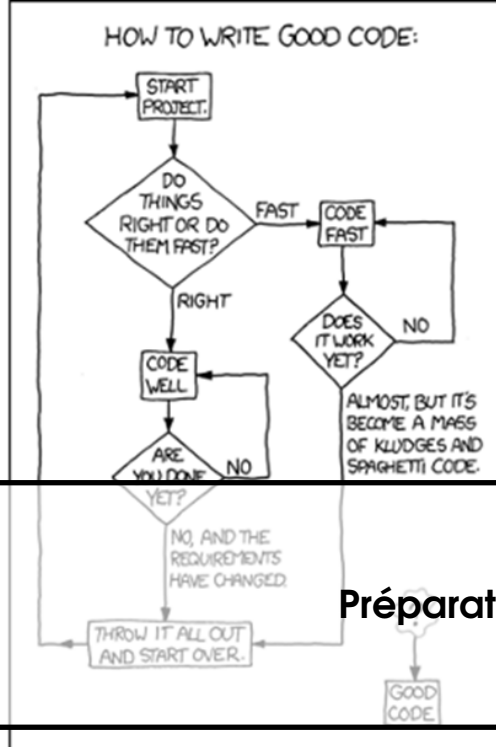 HOW TO WRITE GOOD CODE:
START
PROJECT.
DO
THINGS
RIGHT OR DO
THEM FAST?
FAST
CODE
FAST
RIGHT
DOES
IT WORK
YET?
NO
CODE
WELL
ALMOST, BUT IT'S
BECOME A MASS
OF KLUDGES AND
SPAGHETTI CODE.
ARE
YOU DONE
YET?
NO
NO, AND THE
REQUIREMENTS
HAVE CHANGED.
Préparat
?
THROW IT ALL OUT
AND START OVER.
GOOD
CODE